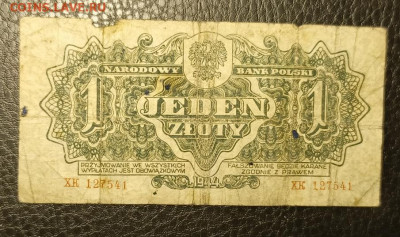 COINS.LAVE.RU
NARODOWY BANK POLSKI
1 JEDEN 1
ZŁOTY
PRZYJMOWANIE WE WSZYSTKICH
WYPŁATACH JEST OBOWIĄZKOWYM
FAŁSZOWANIE BĘDZIE KARANE
ZGODNIE Z PRAWEM
XK 127541 1944 XK 127541